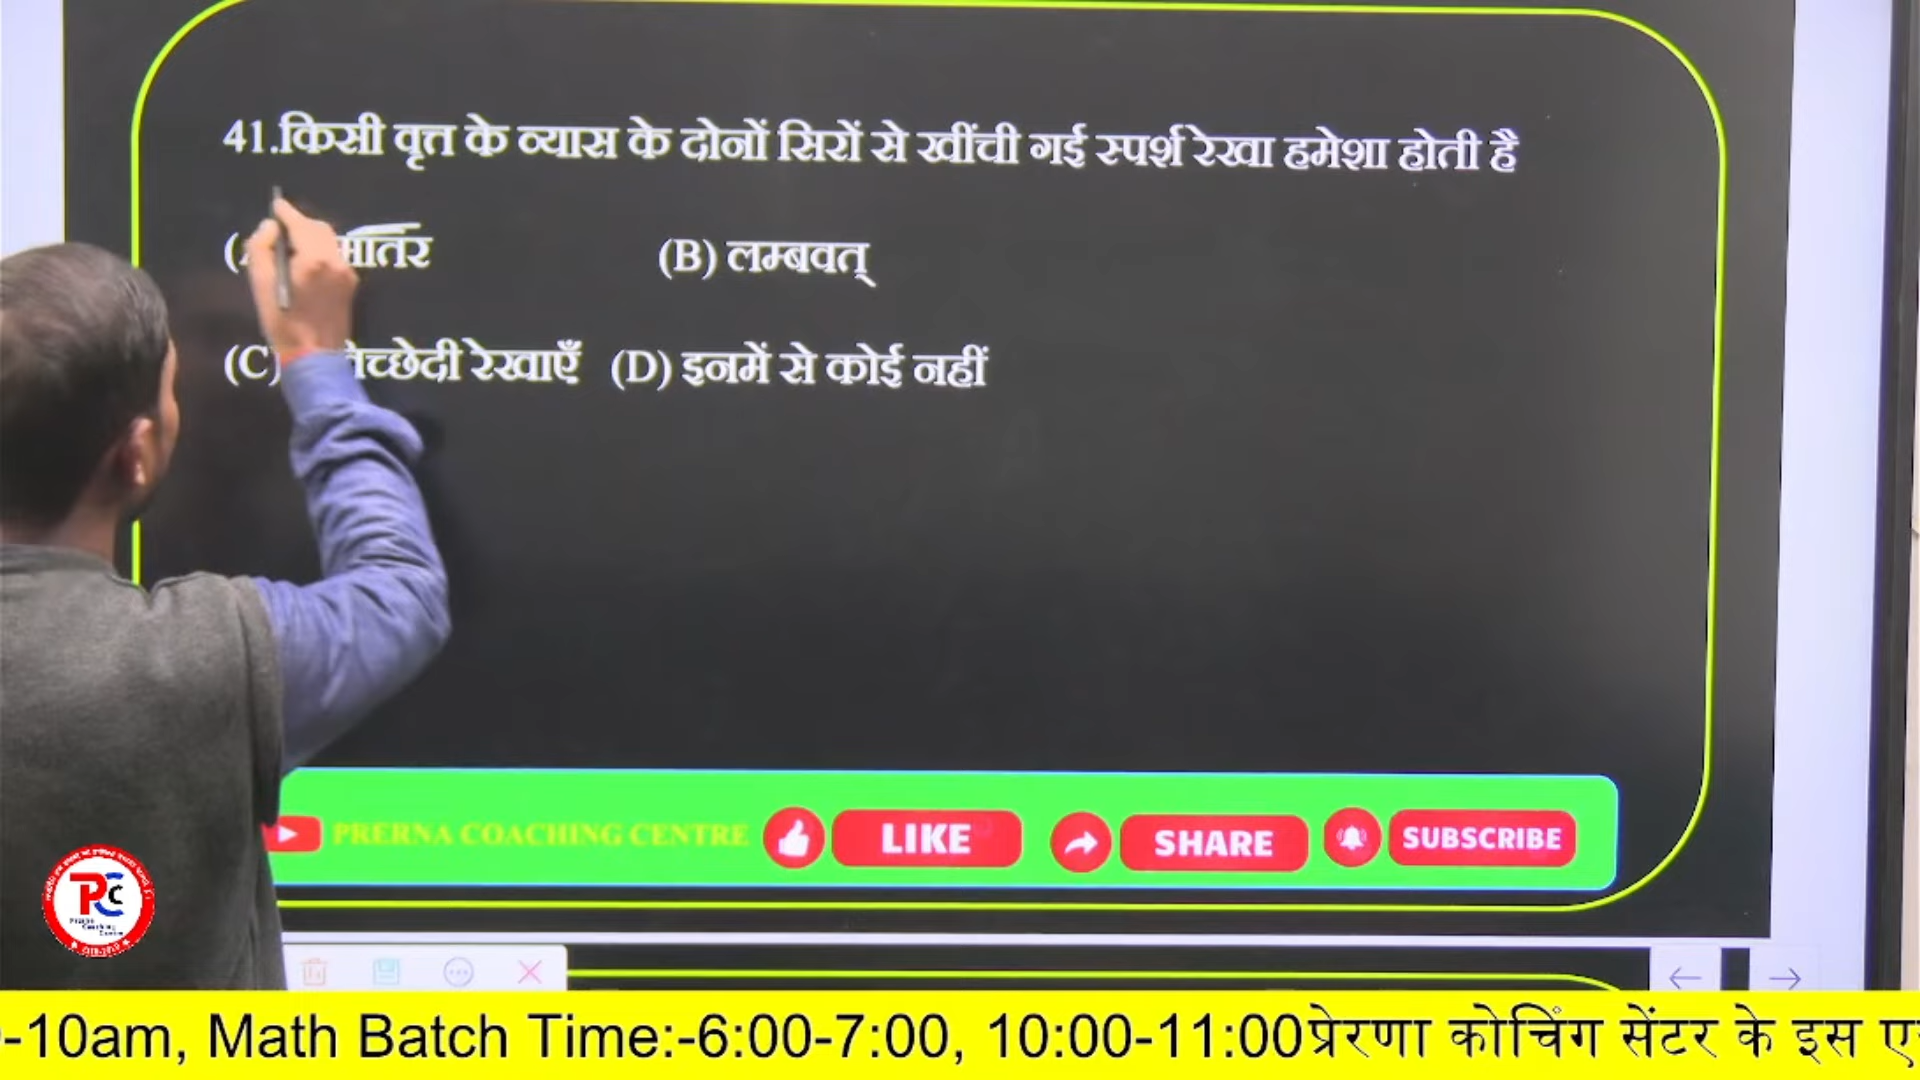 41.किसी वृत्त के व्यास के दोनों सिरों से खींची गई स्पर्श रेखा हमेशा होती है
(B) लम्बवत्
(C) रेखाएँ (D) इनमें से कोई नहीं
PRERNA COACHING CENTRE LIKE SHARE SUBSCRIBE
PCC
-10am, Math Batch Time:-6:00-7:00, 10:00-11:00प्रेरणा कोचिंग सेंटर के इस